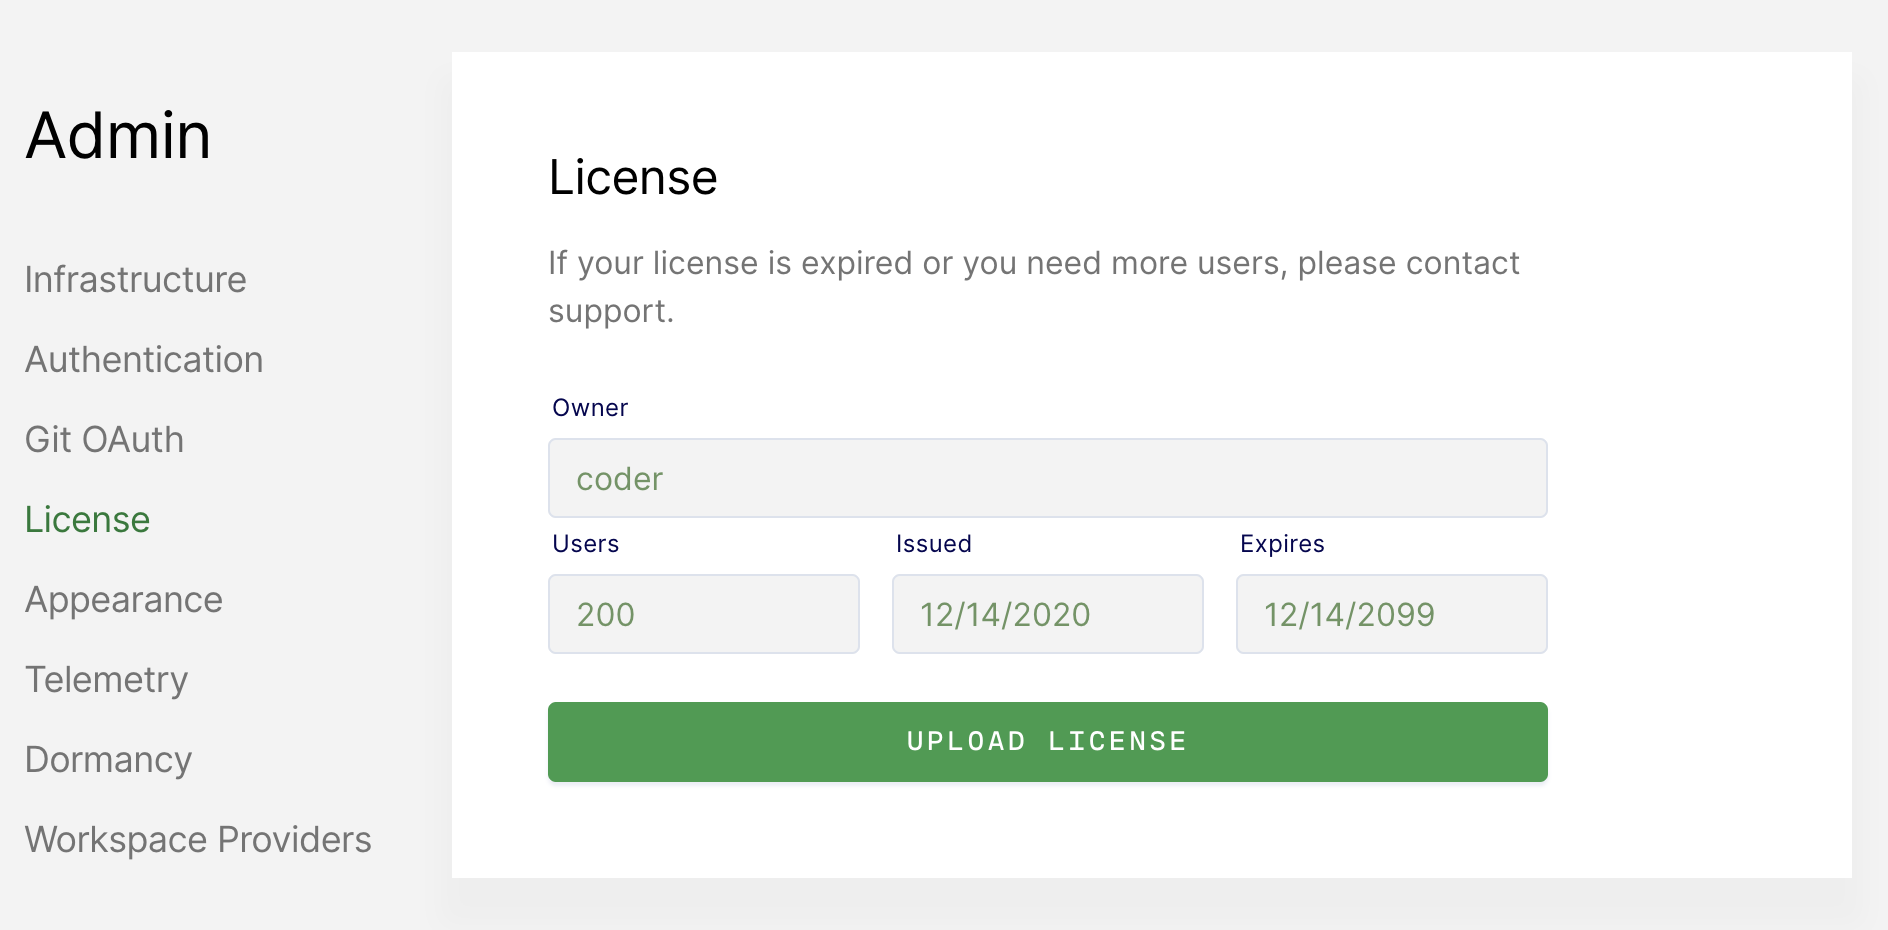 Admin
Infrastructure
Authentication
Git OAuth
License
Appearance
Telemetry
Dormancy
Workspace Providers
License
If your license is expired or you need more users, please contact
support.
Owner
coder
Users
Issued
Expires
200
12/14/2020
12/14/2099
UPLOAD LICENSE